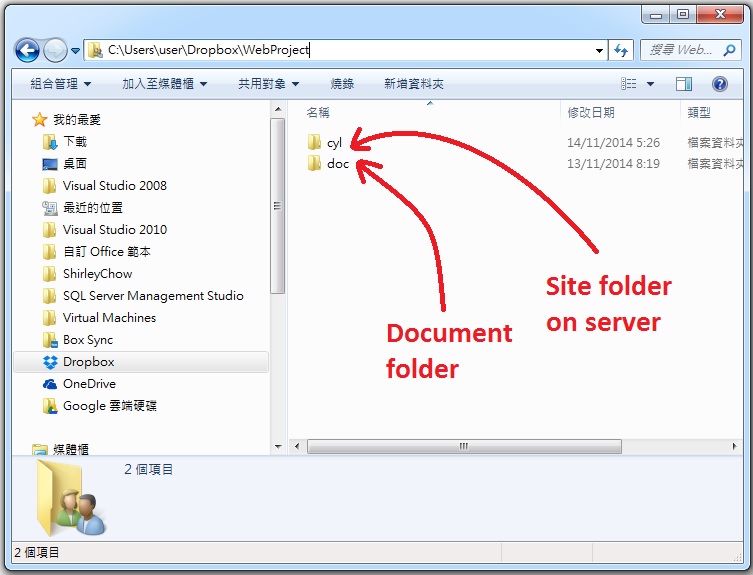 C:\Users\user\Dropbox\WebProject
搜尋 Web...
組合管理 加入至媒體櫃 共用對象 燒錄 新增資料夾
我的最愛
下載
桌面
Visual Studio 2008
最近的位置
Visual Studio 2010
自訂 Office 範本
ShirleyChow
SQL Server Management Studio
Virtual Machines
Box Sync
Dropbox
OneDrive
Google 雲端硬碟
媒體櫃
名稱 修改日期 類型
cyl 14/11/2014 5:26 檔案資料夾
doc 13/11/2014 8:19 檔案資料夾
Site folder
on server
Document
folder
2 個項目
2 個項目